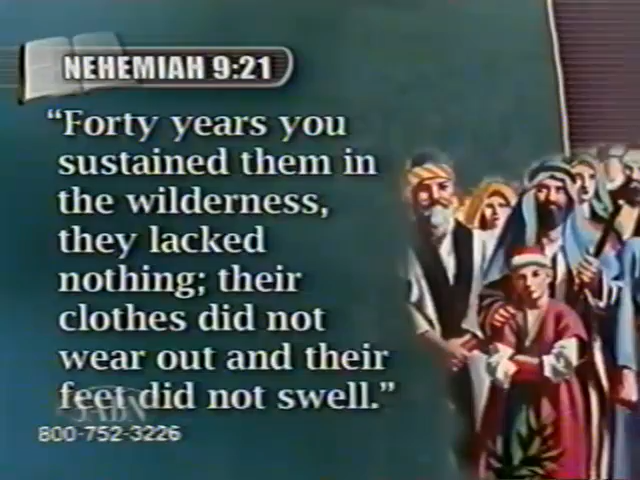 NEHEMIAH 9:21
“Forty years you
sustained them in
the wilderness,
they lacked
nothing; their
clothes did not
wear out and their
feet did not swell.”
3ABN
800-752-3226